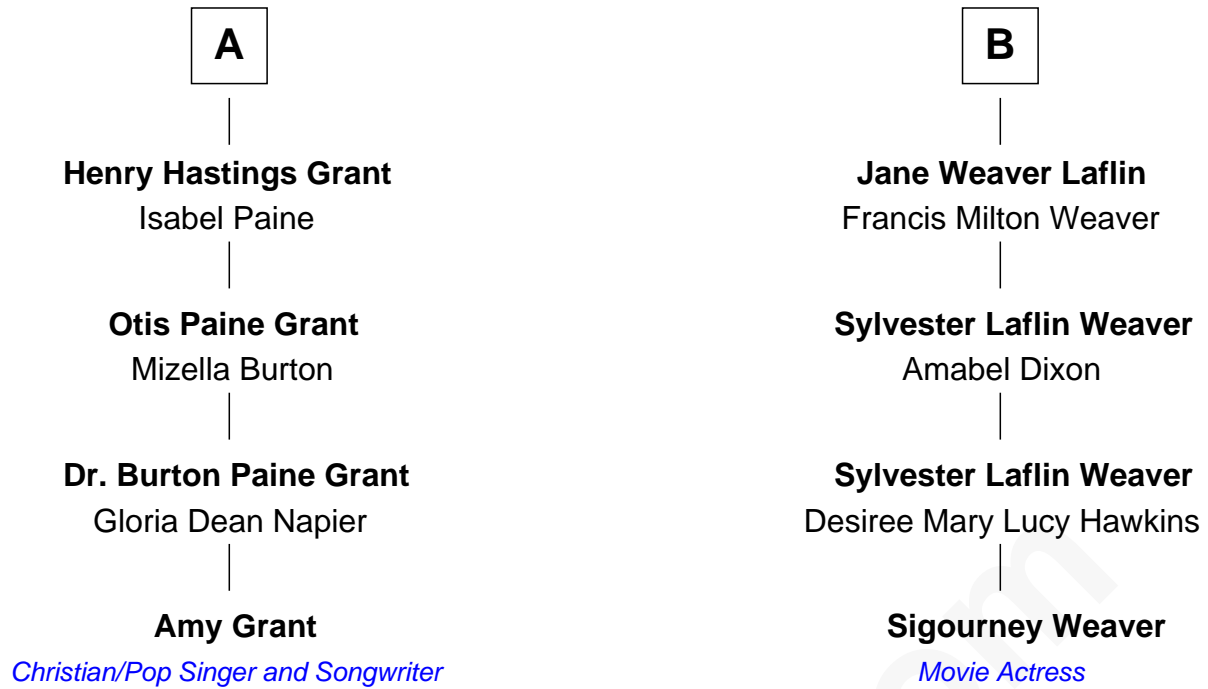 A
Henry Hastings Grant
Isabel Paine
Otis Paine Grant
Mizella Burton
Dr. Burton Paine Grant
Gloria Dean Napier
Amy Grant
Christian/Pop Singer and Songwriter
B
Jane Weaver Laflin
Francis Milton Weaver
Sylvester Laflin Weaver
Amabel Dixon
Sylvester Laflin Weaver
Desiree Mary Lucy Hawkins
Sigourney Weaver
Movie Actress